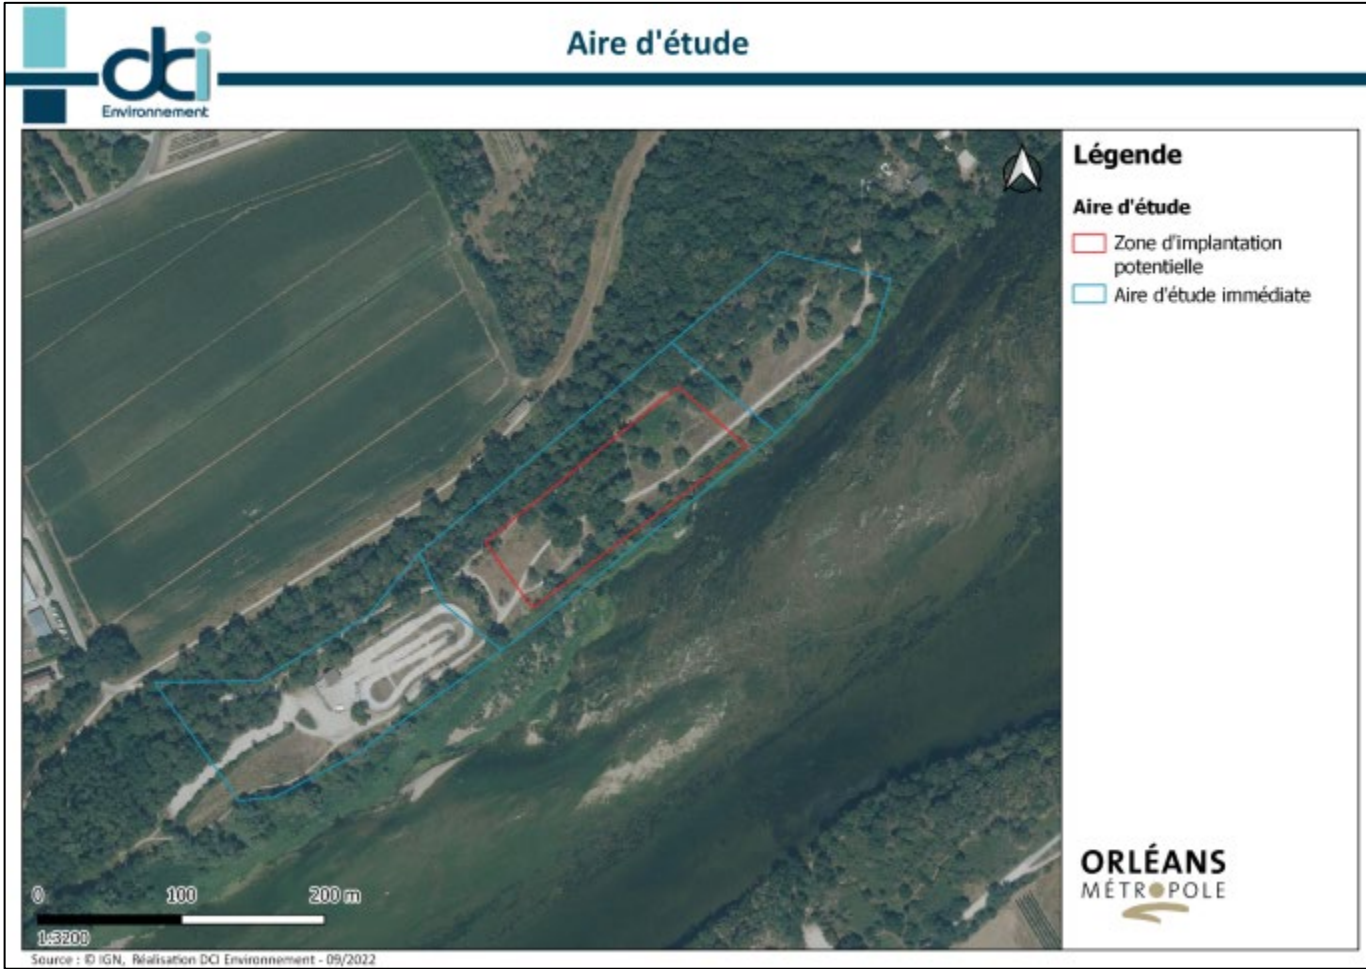 Aire d'étude
dci
Environnement
Légende
Aire d'étude
Zone d'implantation
potentielle
Aire d'étude immédiate
ORLÉANS
MÉTROPOLE
0 100 200 m
1:3200
Source : © IGN, Réalisation DCI Environnement - 09/2022